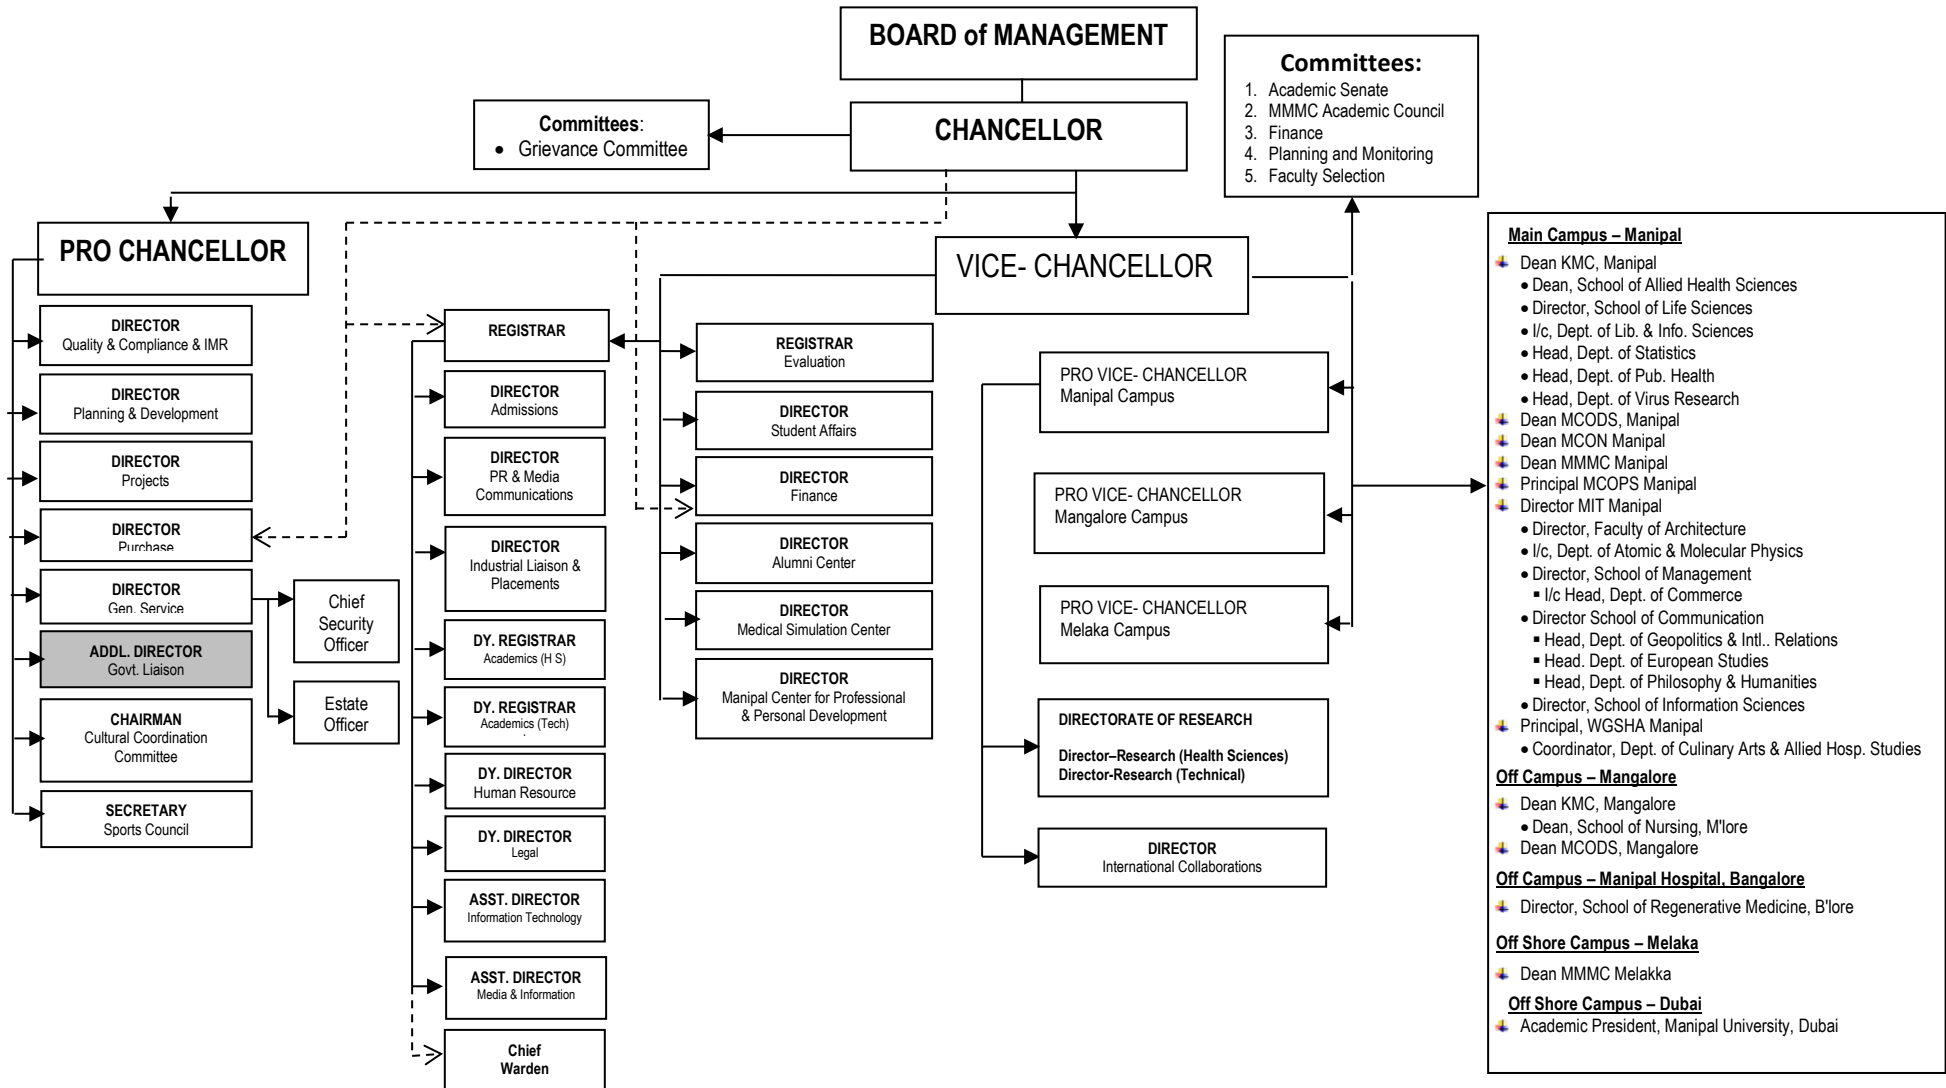 BOARD of MANAGEMENT
CHANCELLOR
Committees:
• Grievance Committee
Committees:
1. Academic Senate
2. MMMC Academic Council
3. Finance
4. Planning and Monitoring
5. Faculty Selection
PRO CHANCELLOR
DIRECTOR
Quality & Compliance & IMR
DIRECTOR
Planning & Development
DIRECTOR
Projects
DIRECTOR
Purchase
DIRECTOR
Gen. Service
Chief
Security
Officer
Estate
Officer
ADDL. DIRECTOR
Govt. Liaison
CHAIRMAN
Cultural Coordination
Committee
SECRETARY
Sports Council
VICE- CHANCELLOR
REGISTRAR
DIRECTOR
Admissions
DIRECTOR
PR & Media
Communications
DIRECTOR
Industrial Liaison &
Placements
DY. REGISTRAR
Academics (H S)
DY. REGISTRAR
Academics (Tech)
DY. DIRECTOR
Human Resource
DY. DIRECTOR
Legal
ASST. DIRECTOR
Information Technology
ASST. DIRECTOR
Media & Information
Chief
Warden
REGISTRAR
Evaluation
DIRECTOR
Student Affairs
DIRECTOR
Finance
DIRECTOR
Alumni Center
DIRECTOR
Medical Simulation Center
DIRECTOR
Manipal Center for Professional
& Personal Development
PRO VICE- CHANCELLOR
Manipal Campus
PRO VICE- CHANCELLOR
Mangalore Campus
PRO VICE- CHANCELLOR
Melaka Campus
DIRECTORATE OF RESEARCH
Director–Research (Health Sciences)
Director-Research (Technical)
DIRECTOR
International Collaborations
Main Campus – Manipal
Dean KMC, Manipal
• Dean, School of Allied Health Sciences
• Director, School of Life Sciences
• I/c, Dept. of Lib. & Info. Sciences
• Head, Dept. of Statistics
• Head, Dept. of Pub. Health
• Head, Dept. of Virus Research
Dean MCODS, Manipal
Dean MCON Manipal
Dean MMMC Manipal
Principal MCOPS Manipal
Director MIT Manipal
• Director, Faculty of Architecture
• I/c, Dept. of Atomic & Molecular Physics
• Director, School of Management
▪ I/c Head, Dept. of Commerce
• Director School of Communication
▪ Head, Dept. of Geopolitics & Intl.. Relations
▪ Head. Dept. of European Studies
▪ Head, Dept. of Philosophy & Humanities
• Director, School of Information Sciences
Principal, WGSHA Manipal
• Coordinator, Dept. of Culinary Arts & Allied Hosp. Studies
Off Campus – Mangalore
Dean KMC, Mangalore
• Dean, School of Nursing, M'lore
Dean MCODS, Mangalore
Off Campus – Manipal Hospital, Bangalore
Director, School of Regenerative Medicine, B'lore
Off Shore Campus – Melaka
Dean MMMC Melakka
Off Shore Campus – Dubai
Academic President, Manipal University, Dubai